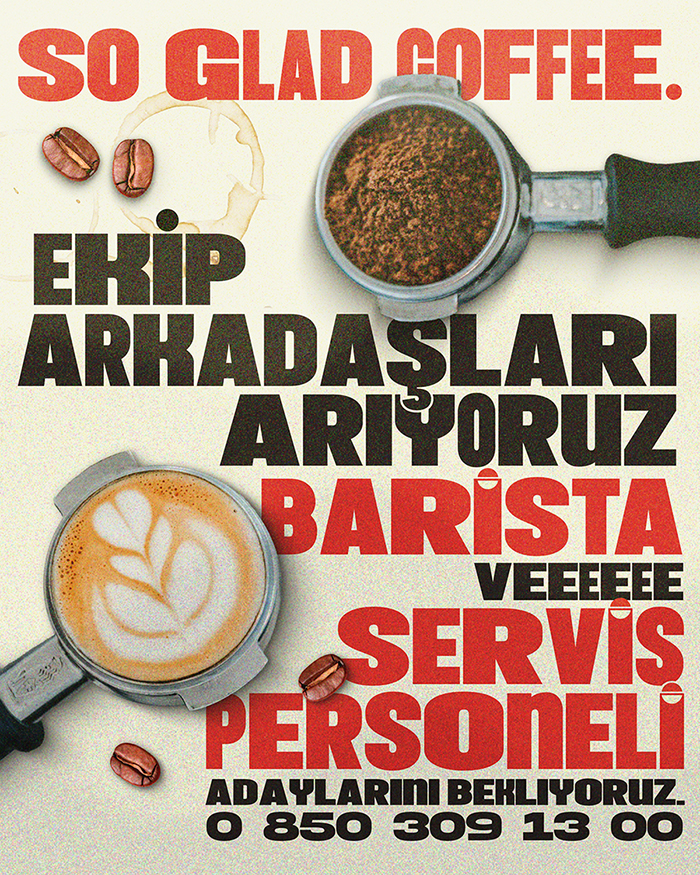 SO GLAD COFFEE.
EKİP
ARKADAŞLARI
ARIYORUZ
BARİSTA
VEEEEEE
SERVİS
PERSONELİ
ADAYLARINI BEKLIYORUZ.
0 850 309 13 00